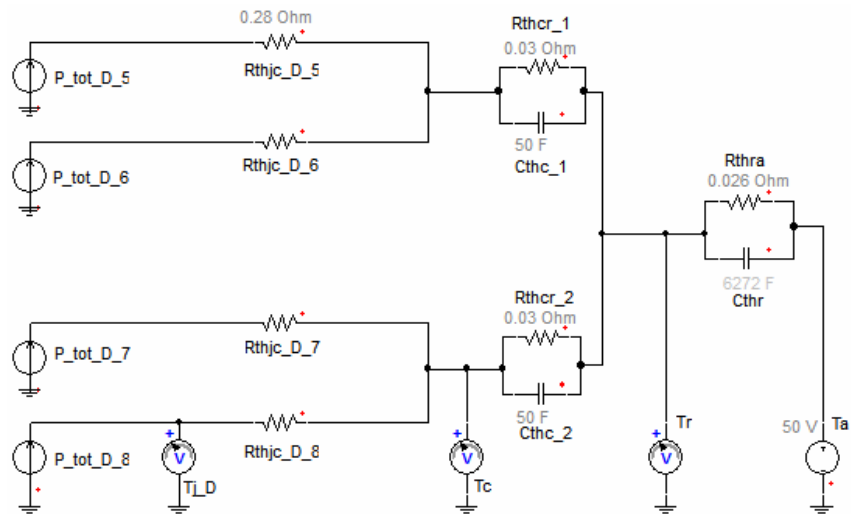 0.28 Ohm
Rthjc_D_5
P_tot_D_5
Rthcr_1
0.03 Ohm
50 F
Cthc_1
Rthjc_D_6
P_tot_D_6
Rthra
0.026 Ohm
6272 F
Cthr
Rthcr_2
0.03 Ohm
50 F
Cthc_2
Rthjc_D_7
P_tot_D_7
Rthjc_D_8
P_tot_D_8
+
V
Tj_D
+
V
Tc
Tr
+
V
50 V
Ta